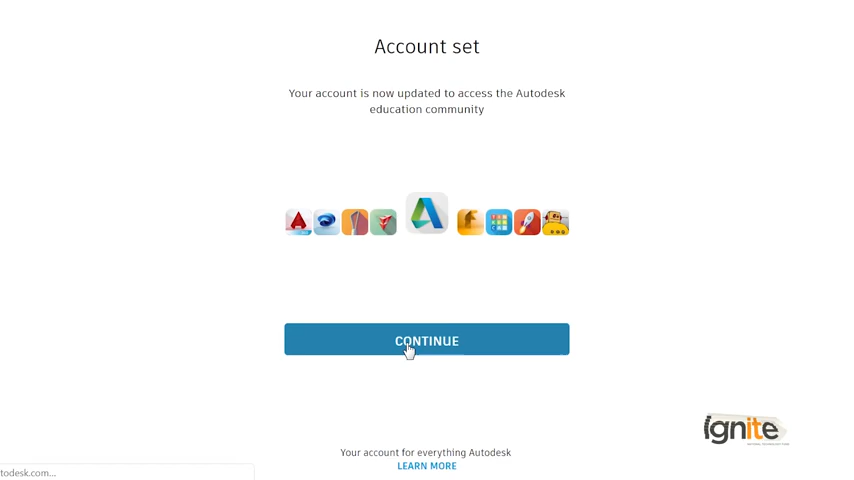 Account set
Your account is now updated to access the Autodesk
education community
CONTINUE
ignite
Your account for everything Autodesk
LEARN MORE
todesk.com...